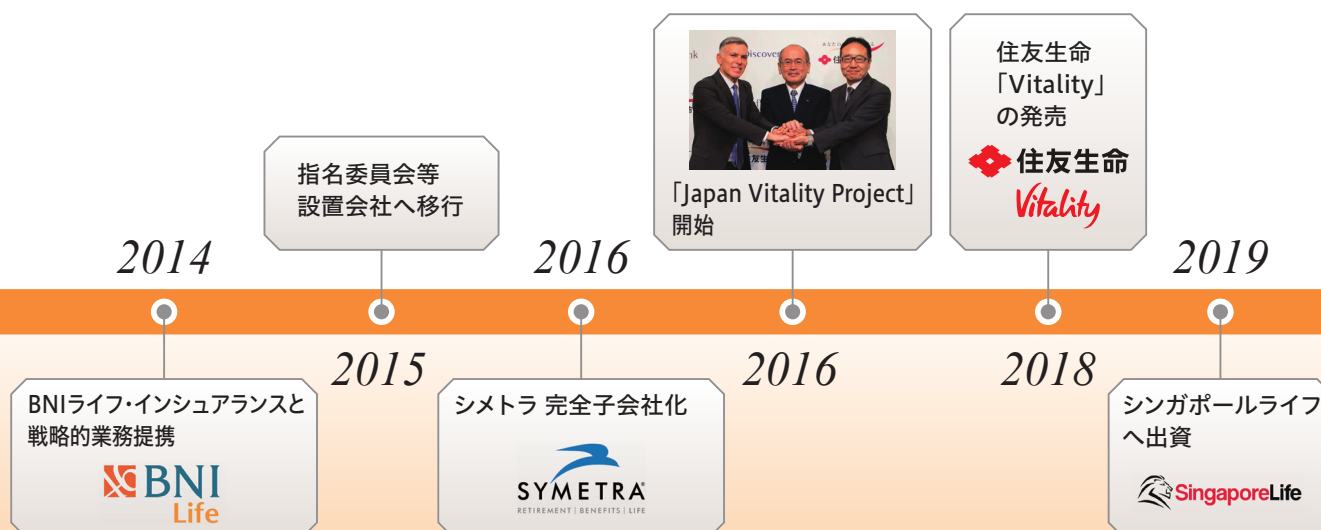 2014
BNIライフ・インシュアランスと
戦略的業務提携
BNI
Life
指名委員会等
設置会社へ移行
2015
2016
シメトラ 完全子会社化
SYMETRA
RETIREMENT | BENEFITS | LIFE
Discover
「Japan Vitality Project」
開始
2016
住友生命
「Vitality」
の発売
住友生命
Vitality
2018
2019
シンガポールライフ
へ出資
SingaporeLife